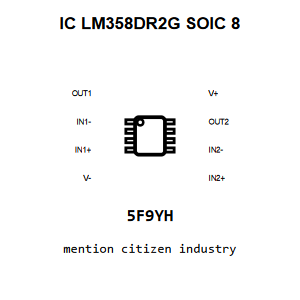 IC LM358DR2G SOIC 8
OUT1 V+
IN1- OUT2
IN1+ IN2-
V- IN2+
5F9YH
mention citizen industry